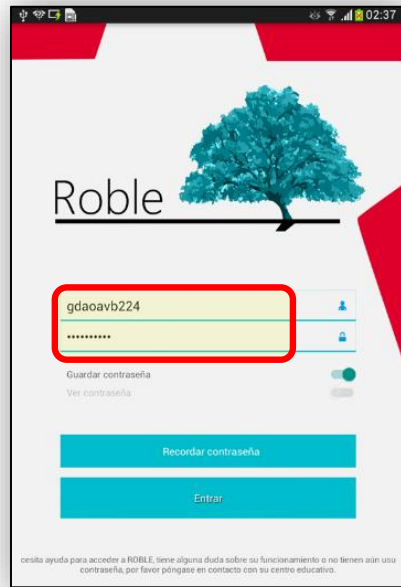 02:37
Roble
gdaoavb224
••••••••••
Guardar contraseña
Ver contraseña
Recordar contraseña
Entrar
cesita ayuda para acceder a ROBLE, tiene alguna duda sobre su funcionamiento o no tienen aún usu
contraseña, por favor póngase en contacto con su centro educativo.